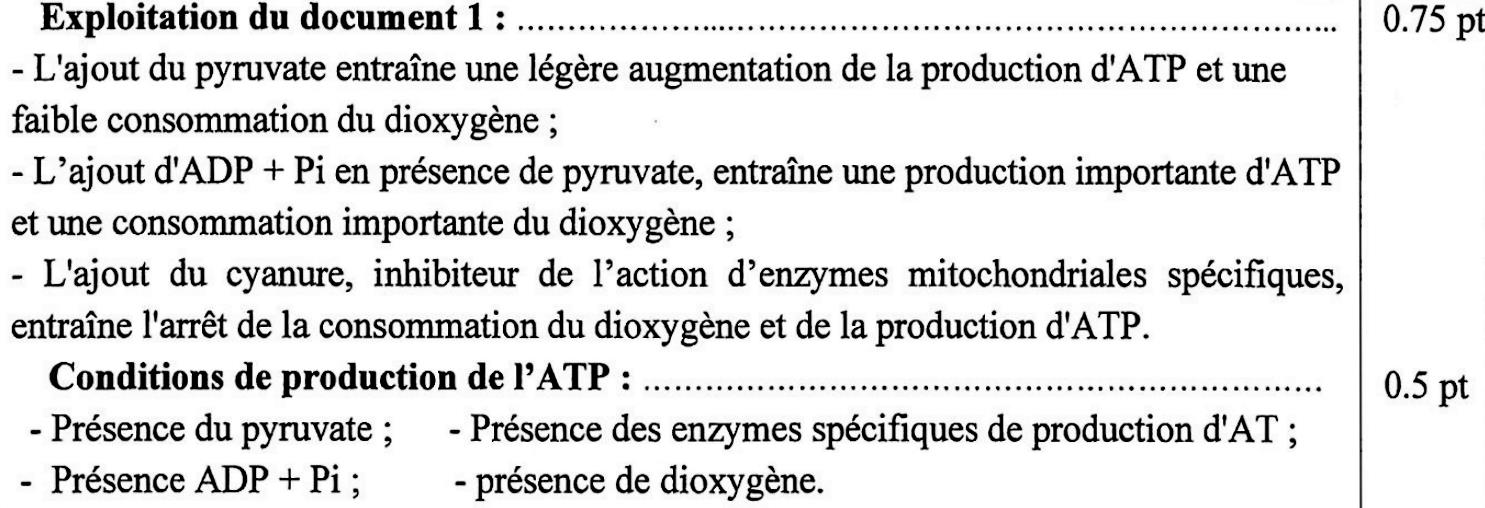 Exploitation du document 1 : ........................................................................................ 0.75 pt
- L'ajout du pyruvate entraîne une légère augmentation de la production d'ATP et une
faible consommation du dioxygène ;
- L’ajout d'ADP + Pi en présence de pyruvate, entraîne une production importante d'ATP
et une consommation importante du dioxygène ;
- L'ajout du cyanure, inhibiteur de l’action d’enzymes mitochondriales spécifiques,
entraîne l'arrêt de la consommation du dioxygène et de la production d'ATP.
Conditions de production de l’ATP : ........................................................................ 0.5 pt
- Présence du pyruvate ; - Présence des enzymes spécifiques de production d'AT ;
- Présence ADP + Pi ; - présence de dioxygène.